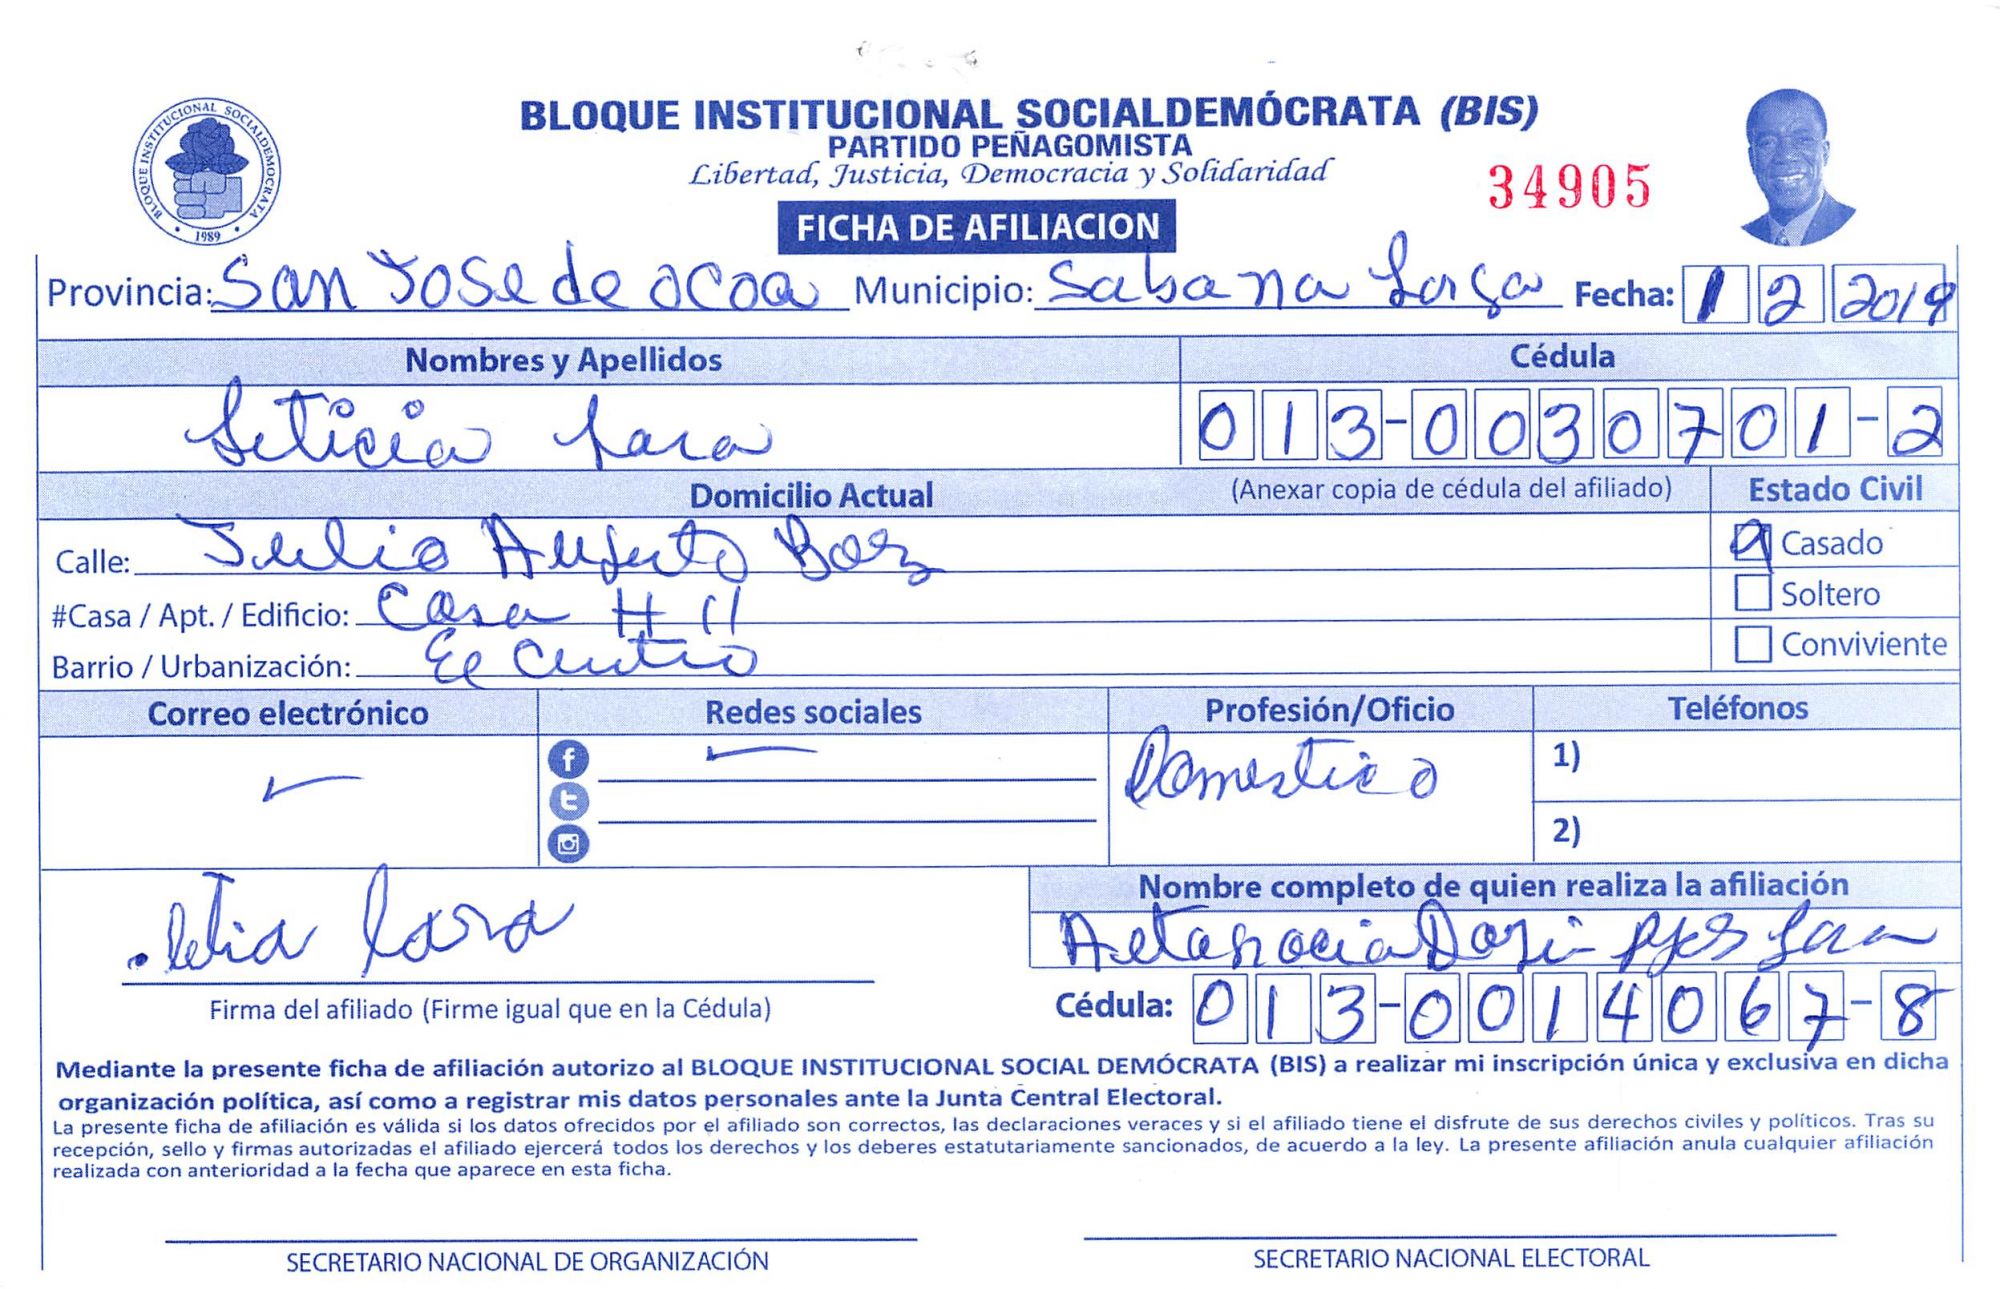 BLOQUE INSTITUCIONAL SOCIALDEMOCRATA
1989
BLOQUE INSTITUCIONAL SOCIALDEMÓCRATA (BIS)
PARTIDO PEÑAGOMISTA
Libertad, Justicia, Democracia y Solidaridad
34905
FICHA DE AFILIACION
Provincia: San Jose de ocoa Municipio: Sabana Larga Fecha: 1 2 2019
Nombres y Apellidos Cédula
Leticia Lara 013-0030701-2
Domicilio Actual (Anexar copia de cédula del afiliado) Estado Civil
Calle: Julio Augusto Baez Casado
#Casa / Apt. / Edificio: Casa # 11 Soltero
Barrio / Urbanización: El Centro Conviviente
Correo electrónico Redes sociales Profesión/Oficio Teléfonos
Domestico 1)
2)
Nombre completo de quien realiza la afiliación
Letia Lara
Firma del afiliado (Firme igual que en la Cédula) Cédula: 013-0014067-8
Mediante la presente ficha de afiliación autorizo al BLOQUE INSTITUCIONAL SOCIAL DEMÓCRATA (BIS) a realizar mi inscripción única y exclusiva en dicha
organización política, así como a registrar mis datos personales ante la Junta Central Electoral.
La presente ficha de afiliación es válida si los datos ofrecidos por el afiliado son correctos, las declaraciones veraces y si el afiliado tiene el disfrute de sus derechos civiles y políticos. Tras su
recepción, sello y firmas autorizadas el afiliado ejercerá todos los derechos y los deberes estatutariamente sancionados, de acuerdo a la ley. La presente afiliación anula cualquier afiliación
realizada con anterioridad a la fecha que aparece en esta ficha.
SECRETARIO NACIONAL DE ORGANIZACIÓN SECRETARIO NACIONAL ELECTORAL